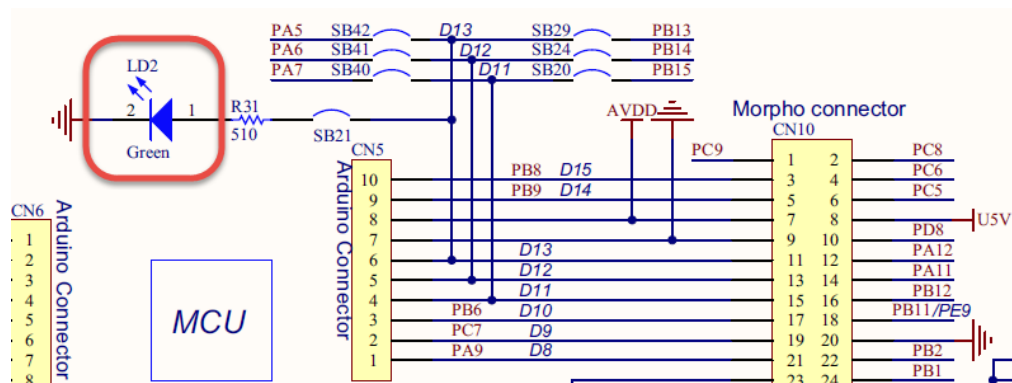 PA5 SB42 D13 SB29 PB13
PA6 SB41 D12 SB24 PB14
PA7 SB40 D11 SB20 PB15
LD2
2 1 R31
510
Green
SB21
AVDD
Morpho connector
CN10
CN5
Arduino Connector
PC9 1 2 PC8
10 PB8 D15 3 4 PC6
9 PB9 D14 5 6 PC5
8 7 8 U5V
7 9 10 PD8
6 D13 11 12 PA12
5 D12 13 14 PA11
4 D11 15 16 PB12
3 PB6 D10 17 18 PB11/PE9
2 PC7 D9 19 20
1 PA9 D8 21 22 PB2
23 24 PB1
CN6
Arduino Connector
1
2
3
4
5
6
7
8
MCU